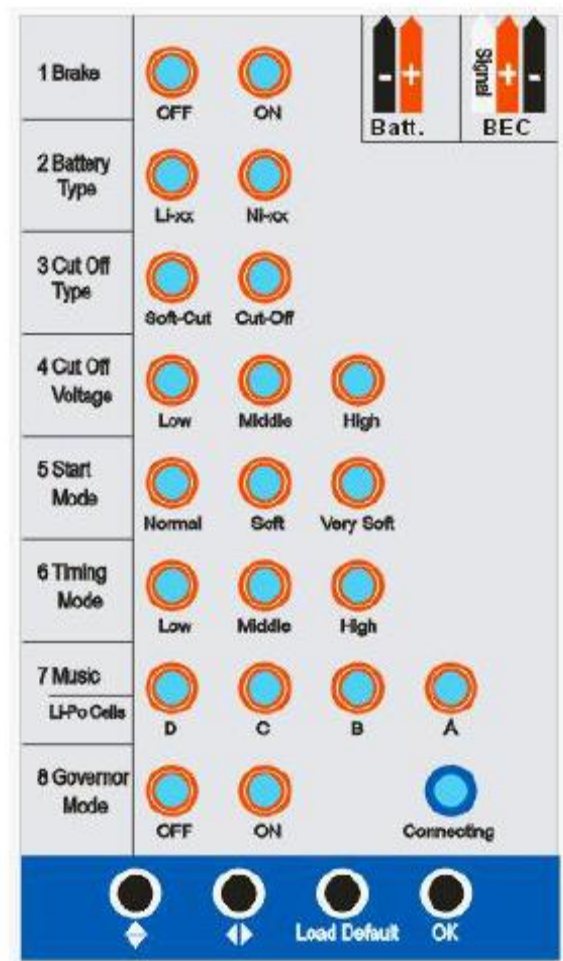 1 Brake
OFF ON
- +
Batt.
Signal + -
BEC
2 Battery
Type
Li-xx Ni-xx
3 Cut Off
Type
Soft-Cut Cut-Off
4 Cut Off
Voltage
Low Middle High
5 Start
Mode
Normal Soft Very Soft
6 Timing
Mode
Low Middle High
7 Music
Li-Po Cells
D C B A
8 Governor
Mode
OFF ON Connecting
Load Default OK